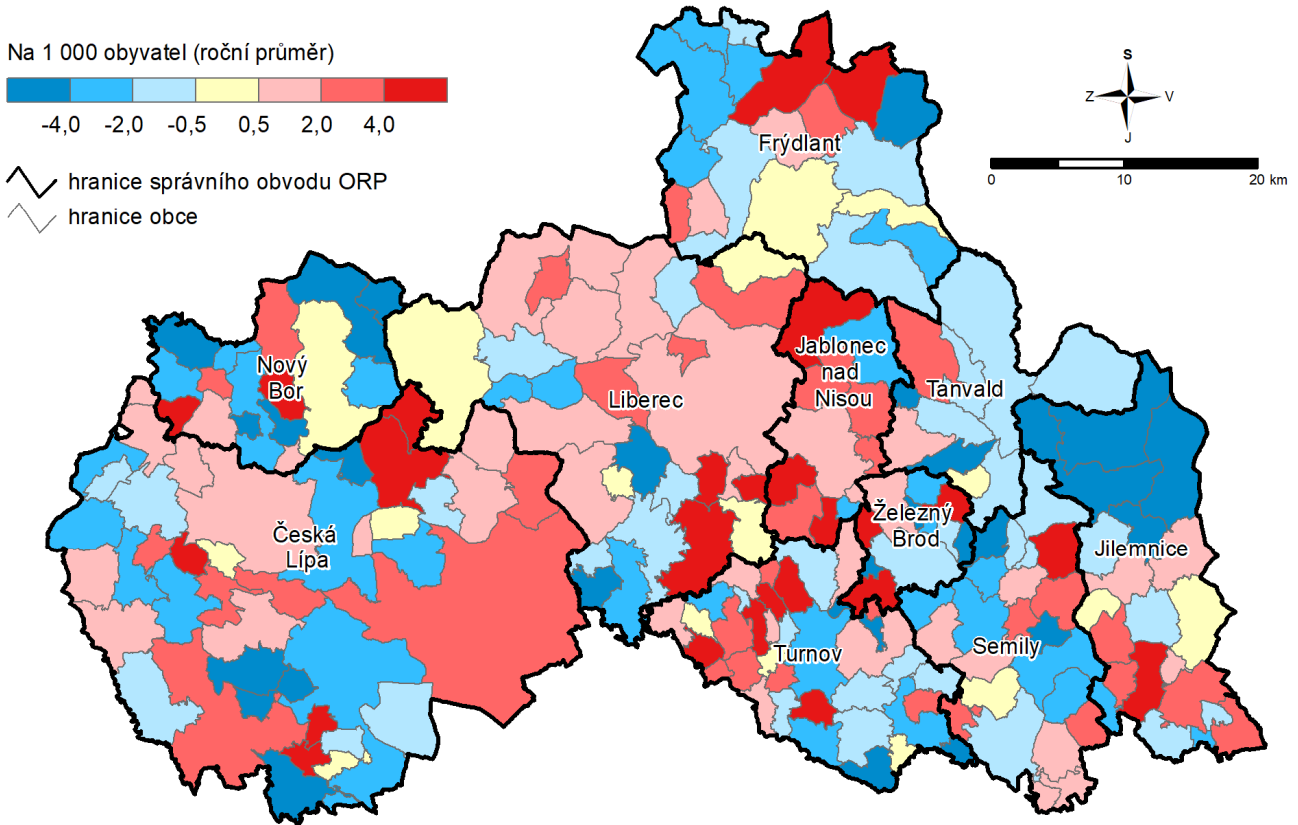 Na 1 000 obyvatel (roční průměr)
-4,0 -2,0 -0,5 0,5 2,0 4,0
hranice správního obvodu ORP
hranice obce
S
Z V
J
0 10 20 km
Frýdlant
Nový
Bor
Liberec
Jablonec
nad
Nisou
Tanvald
Česká
Lípa
Železný
Brod
Jilemnice
Turnov
Semily